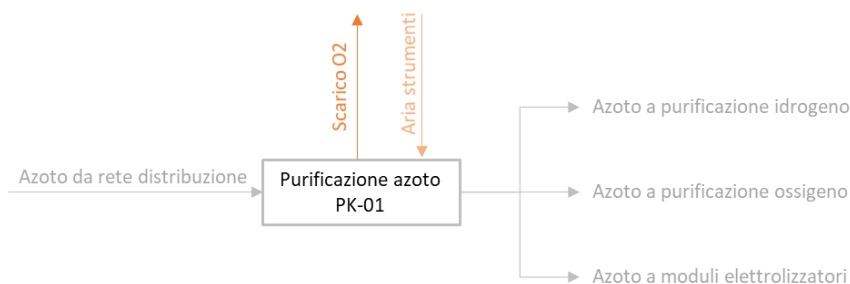 Scarico O2
Aria strumenti
Azoto da rete distribuzione
Purificazione azoto
PK-01
Azoto a purificazione idrogeno
Azoto a purificazione ossigeno
Azoto a moduli elettrolizzatori